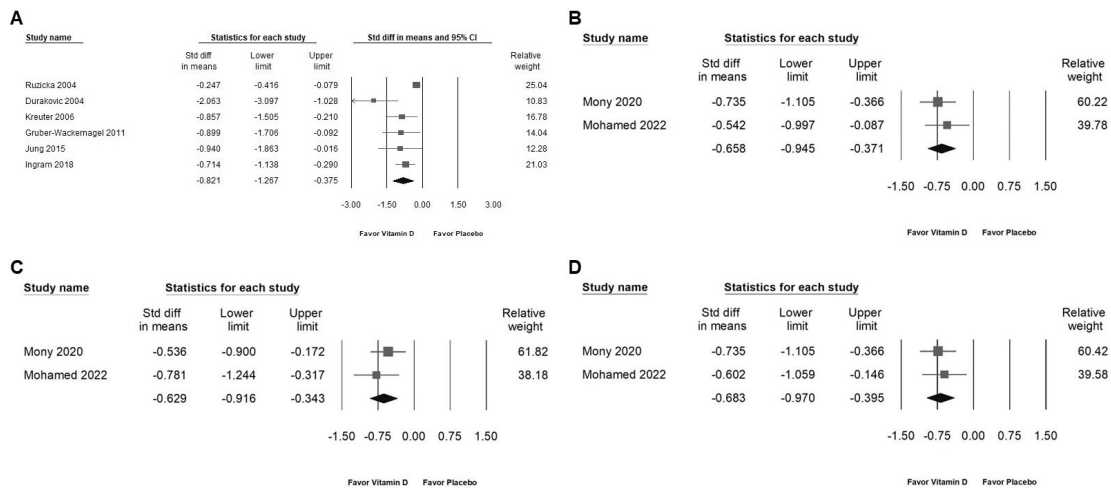 A
Study name Statistics for each study Std diff in means and 95% CI
Std diff in means Lower limit Upper limit Relative weight
Ruzicka 2004 -0.247 -0.416 -0.079 25.04
Durakovic 2004 -2.063 -3.097 -1.028 10.83
Kreuter 2006 -0.857 -1.505 -0.210 16.78
Gruber-Wackernagel 2011 -0.899 -1.706 -0.092 14.04
Jung 2015 -0.940 -1.863 -0.016 12.28
Ingram 2018 -0.714 -1.138 -0.290 21.03
-0.821 -1.267 -0.375
-3.00 -1.50 0.00 1.50 3.00
Favor Vitamin D Favor Placebo
B
Study name Statistics for each study
Std diff in means Lower limit Upper limit Relative weight
Mony 2020 -0.735 -1.105 -0.366 60.22
Mohamed 2022 -0.542 -0.997 -0.087 39.78
-0.658 -0.945 -0.371
-1.50 -0.75 0.00 0.75 1.50
Favor Vitamin D Favor Placebo
C
Study name Statistics for each study
Std diff in means Lower limit Upper limit Relative weight
Mony 2020 -0.536 -0.900 -0.172 61.82
Mohamed 2022 -0.781 -1.244 -0.317 38.18
-0.629 -0.916 -0.343
-1.50 -0.75 0.00 0.75 1.50
Favor Vitamin D Favor Placebo
D
Study name Statistics for each study
Std diff in means Lower limit Upper limit Relative weight
Mony 2020 -0.735 -1.105 -0.366 60.42
Mohamed 2022 -0.602 -1.059 -0.146 39.58
-0.683 -0.970 -0.395
-1.50 -0.75 0.00 0.75 1.50
Favor Vitamin D Favor Placebo